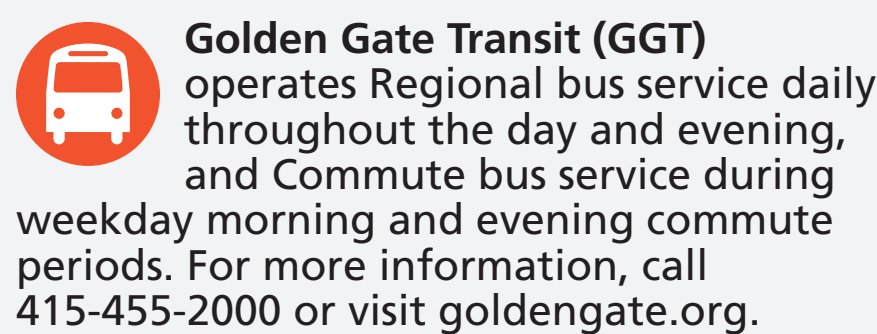 Golden Gate Transit (GGT)
operates Regional bus service daily
throughout the day and evening,
and Commute bus service during
weekday morning and evening commute
periods. For more information, call
415-455-2000 or visit goldengate.org.